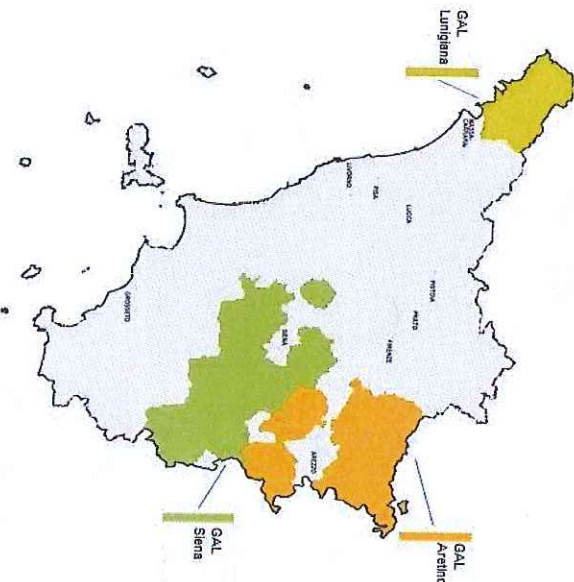 GAL
Lunigiana
MASSA-
CARRARA
LUCCA
PISTOIA
PRATO
PISA
FIRENZE
LIVORNO
AREZZO
SIENA
GROSSETO
GAL
Aretino
GAL
Siena